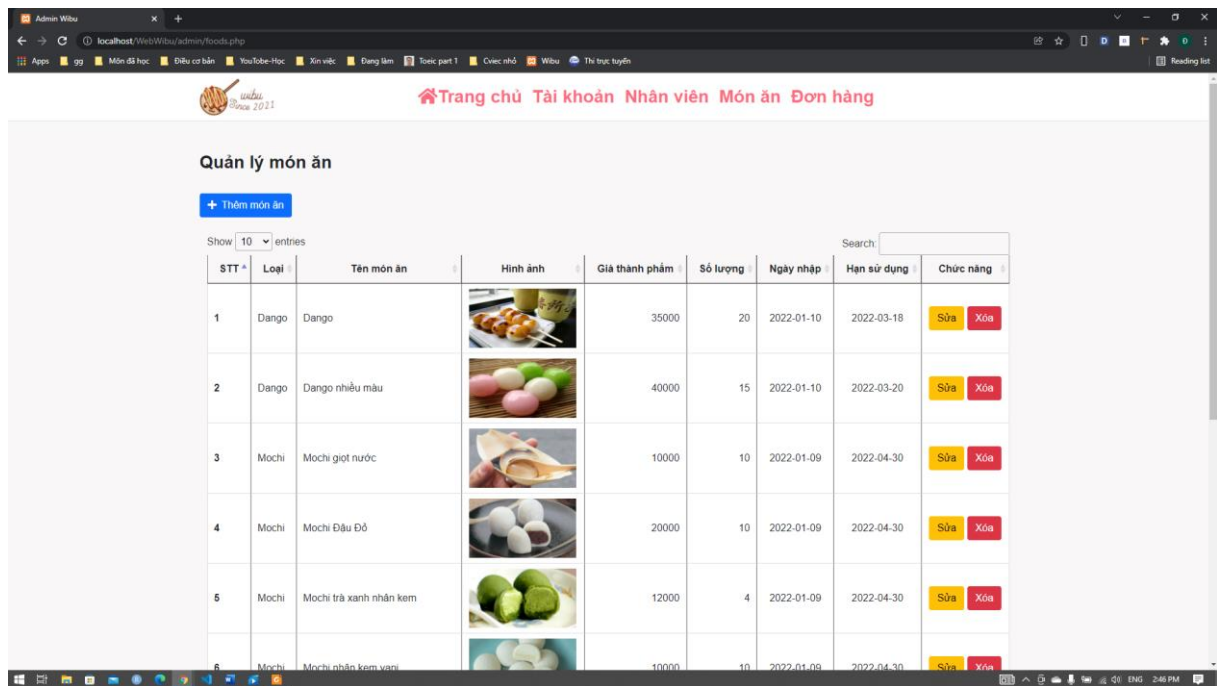 Admin Wibu
localhost/WebWibu/admin/foods.php
Apps gg Môn đã học Điều cơ bản YouTobe-Học Xin việc Đang làm Toeic part 1 Cviec nhỏ Wibu Thi trực tuyến Reading list
wibu
Since 2021
Trang chủ Tài khoản Nhân viên Món ăn Đơn hàng
Quản lý món ăn
+ Thêm món ăn
Show 10 entries Search:
STT Loại Tên món ăn Hình ảnh Giá thành phẩm Số lượng Ngày nhập Hạn sử dụng Chức năng
1 Dango Dango 35000 20 2022-01-10 2022-03-18 Sửa Xóa
2 Dango Dango nhiều màu 40000 15 2022-01-10 2022-03-20 Sửa Xóa
3 Mochi Mochi giọt nước 10000 10 2022-01-09 2022-04-30 Sửa Xóa
4 Mochi Mochi Đậu Đỏ 20000 10 2022-01-09 2022-04-30 Sửa Xóa
5 Mochi Mochi trà xanh nhân kem 12000 4 2022-01-09 2022-04-30 Sửa Xóa
6 Mochi Mochi nhân kem vani 10000 10 2022-01-09 2022-04-30 Sửa Xóa
ENG 2:46 PM